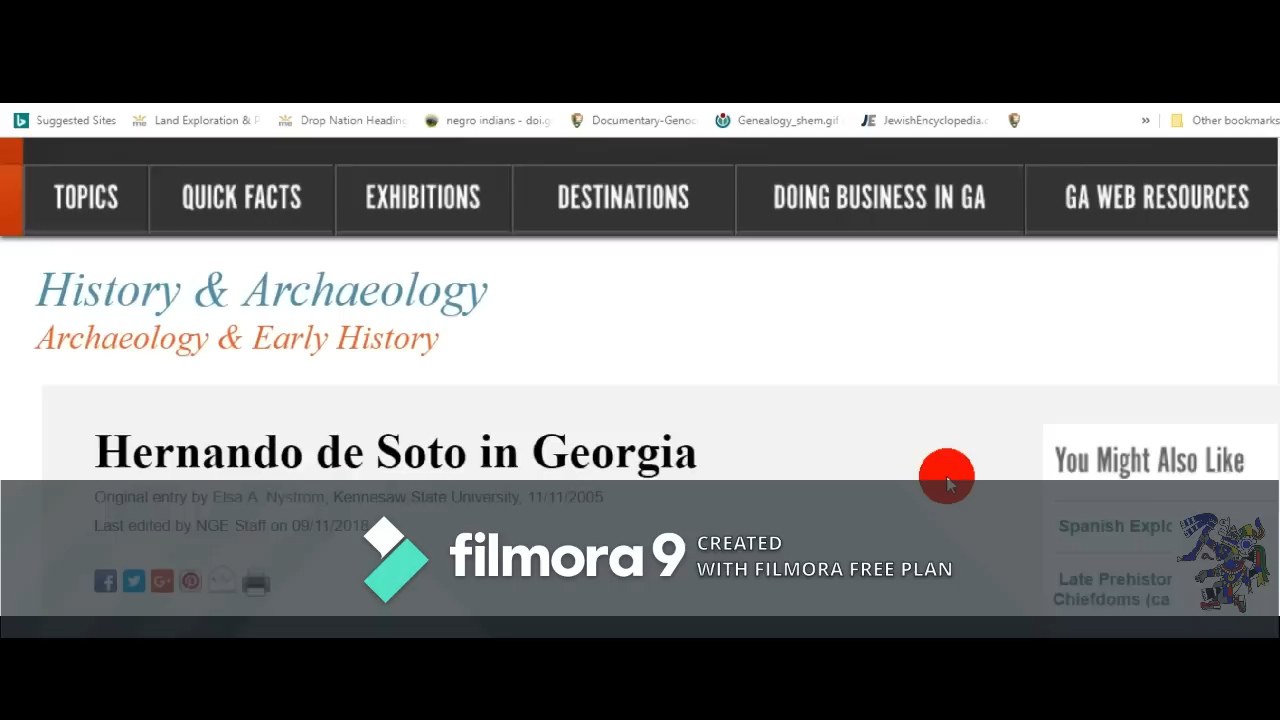 Suggested Sites Land Exploration & Drop Nation Heading negro indians - doi.g Documentary-Genoc Genealogy_shem.gif JE JewishEncyclopedia.c » Other bookmarks
TOPICS QUICK FACTS EXHIBITIONS DESTINATIONS DOING BUSINESS IN GA GA WEB RESOURCES
History & Archaeology
Archaeology & Early History
Hernando de Soto in Georgia
You Might Also Like
Original entry by Elsa A. Nystrom, Kennesaw State University, 11/11/2005
Last edited by NGE Staff on 09/11/2018
Spanish Explo
filmora 9 CREATED
WITH FILMORA FREE PLAN
Late Prehistor
Chiefdoms (ca